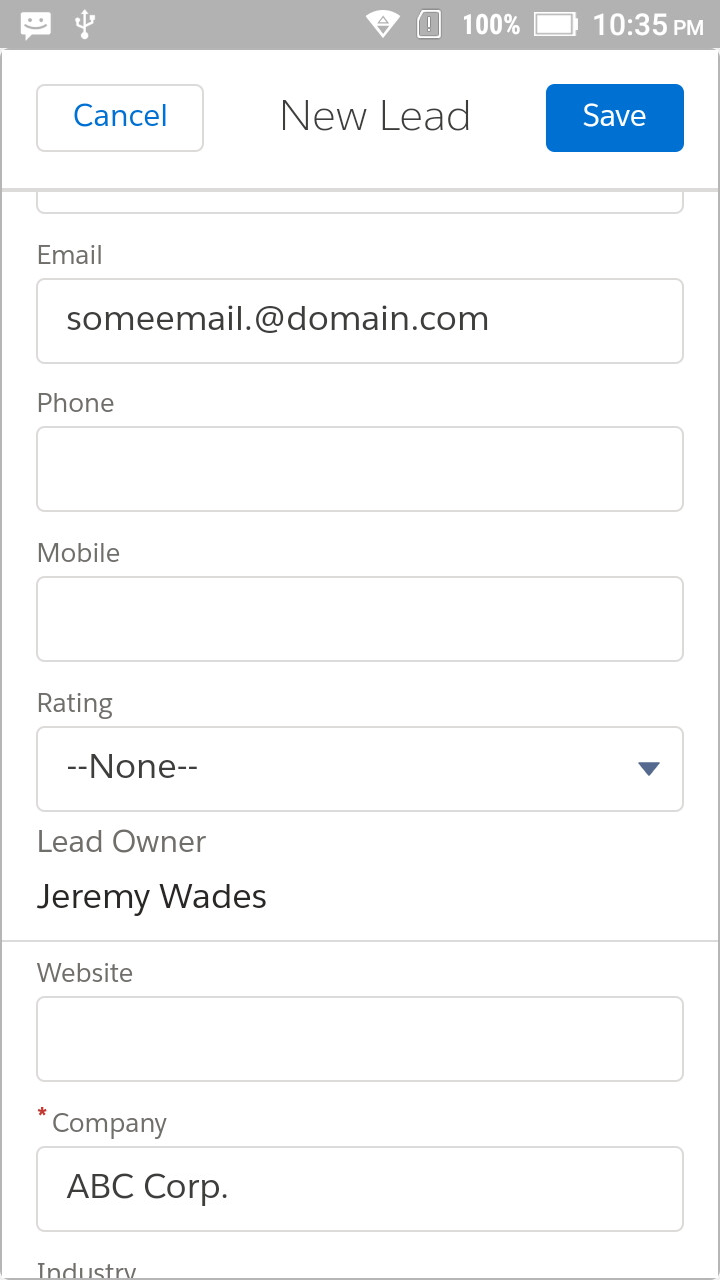 100% 10:35 PM
Cancel New Lead Save
Email
someemail.@domain.com
Phone
Mobile
Rating
--None--
Lead Owner
Jeremy Wades
Website
* Company
ABC Corp.
Industry